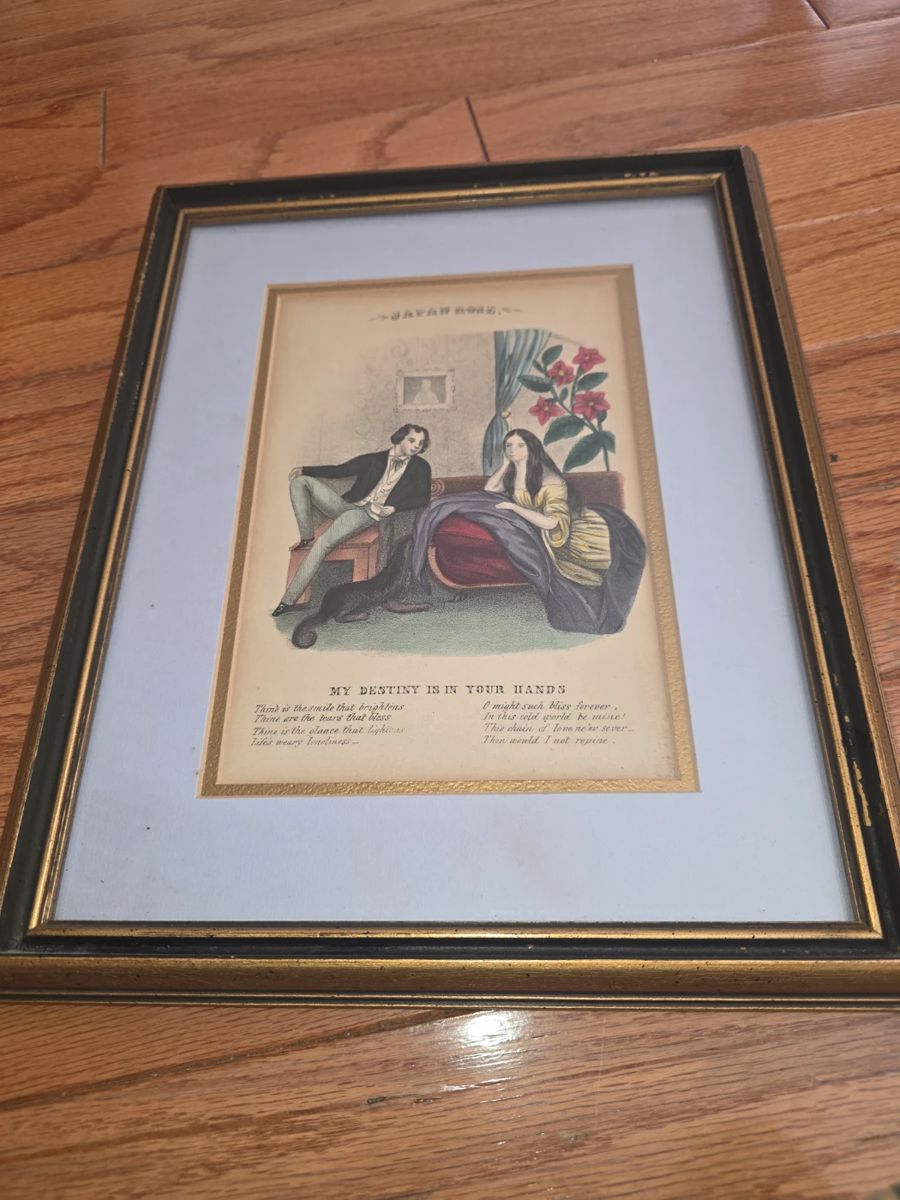 JAPAN ROSE.
MY DESTINY IS IN YOUR HANDS
Thine is the smile that brightens
Thine are the tears that bless
Thine is the glance that lightens
Life's weary loneliness _
O might such bliss forever,
In this cold world be mine!
This chain of love ne'er sever_
Then would I not repine.